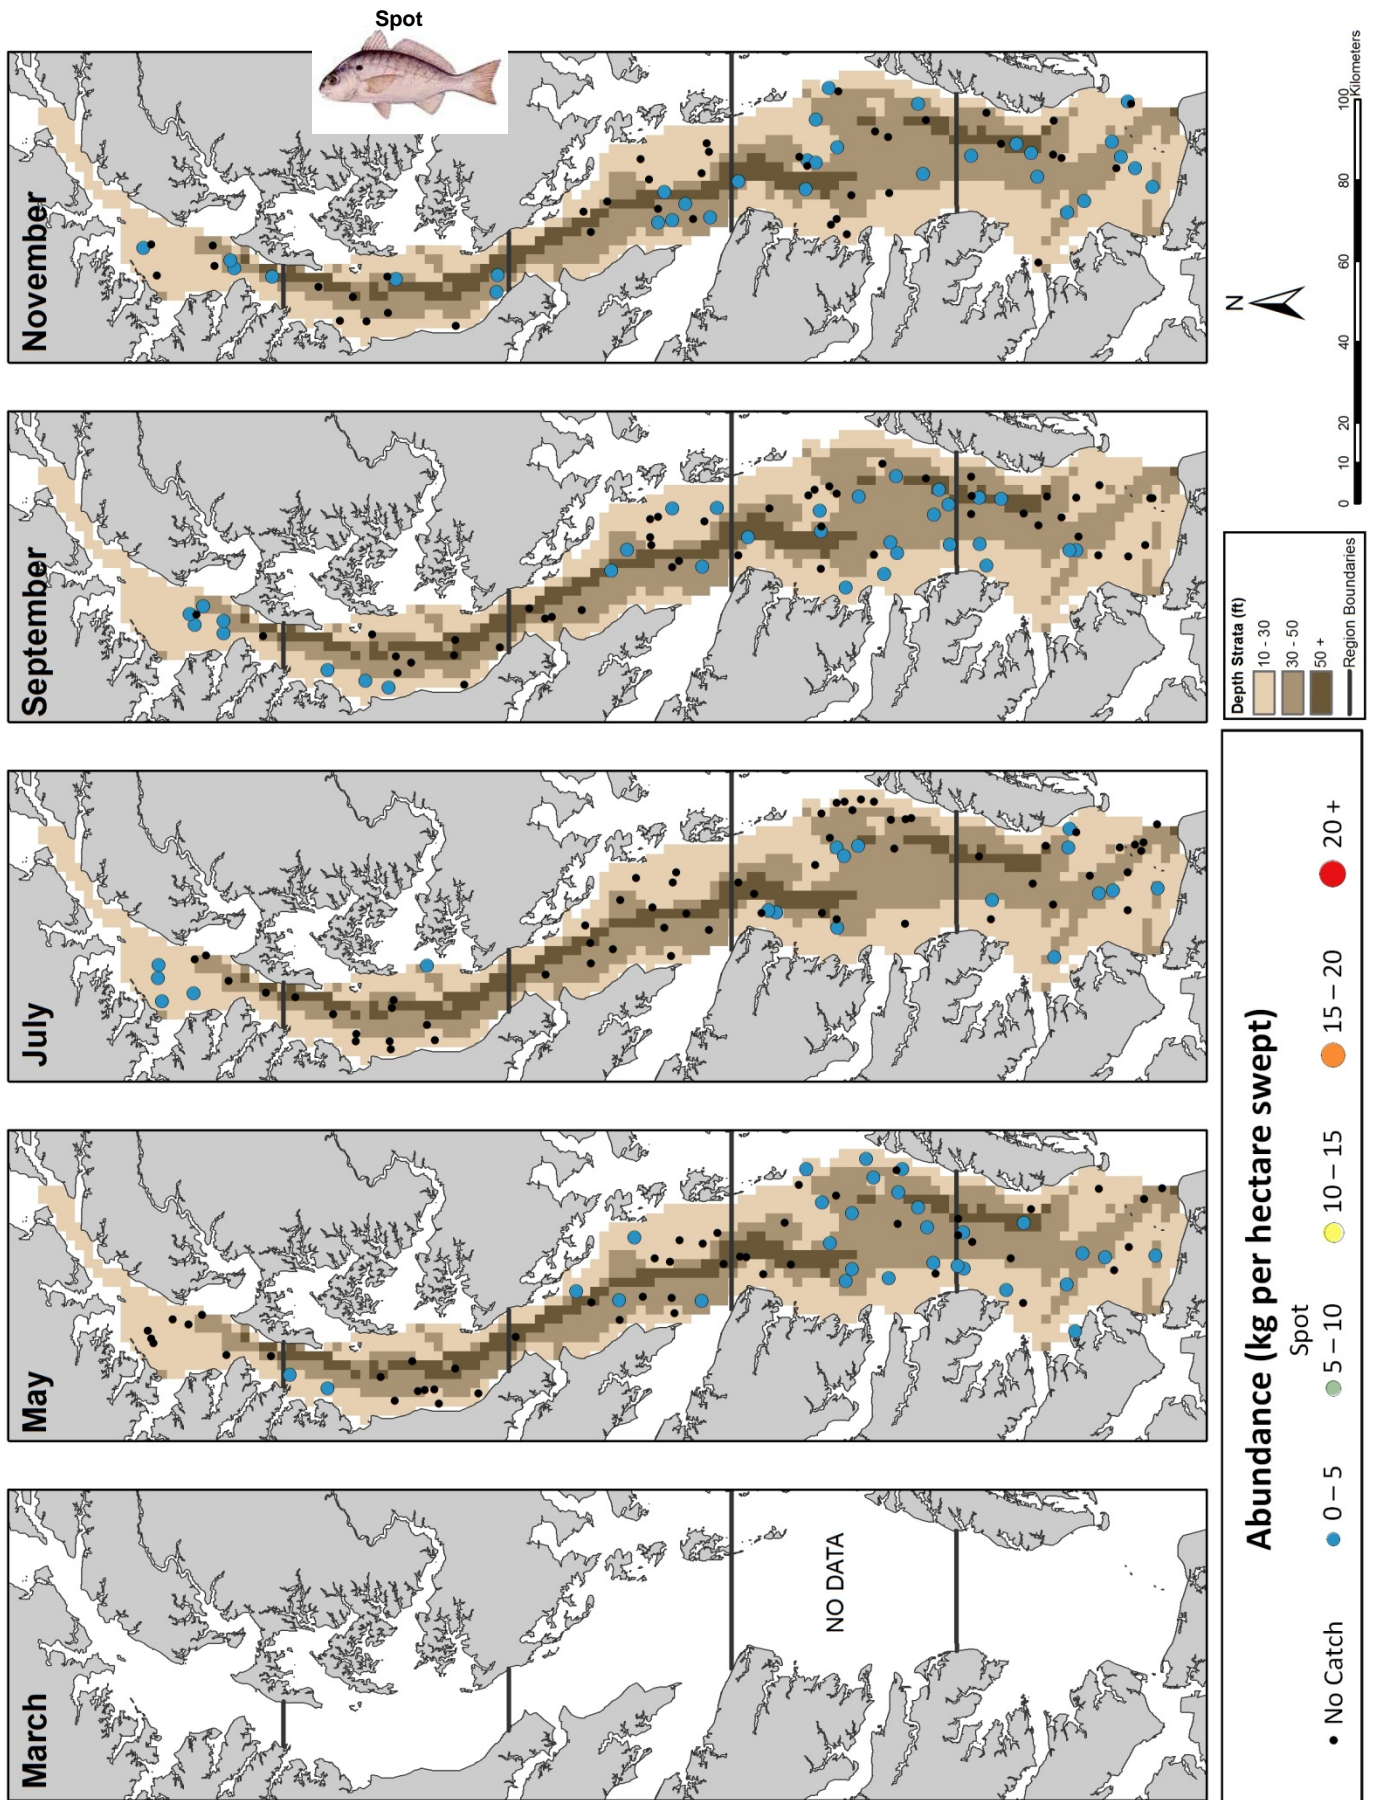 Spot
March
May
July
September
November
NO DATA
Abundance (kg per hectare swept)
Spot
No Catch
0 – 5
5 – 10
10 – 15
15 – 20
20 +
Depth Strata (ft)
10 - 30
30 - 50
50 +
Region Boundaries
N
0 10 20 40 60 80 100
Kilometers